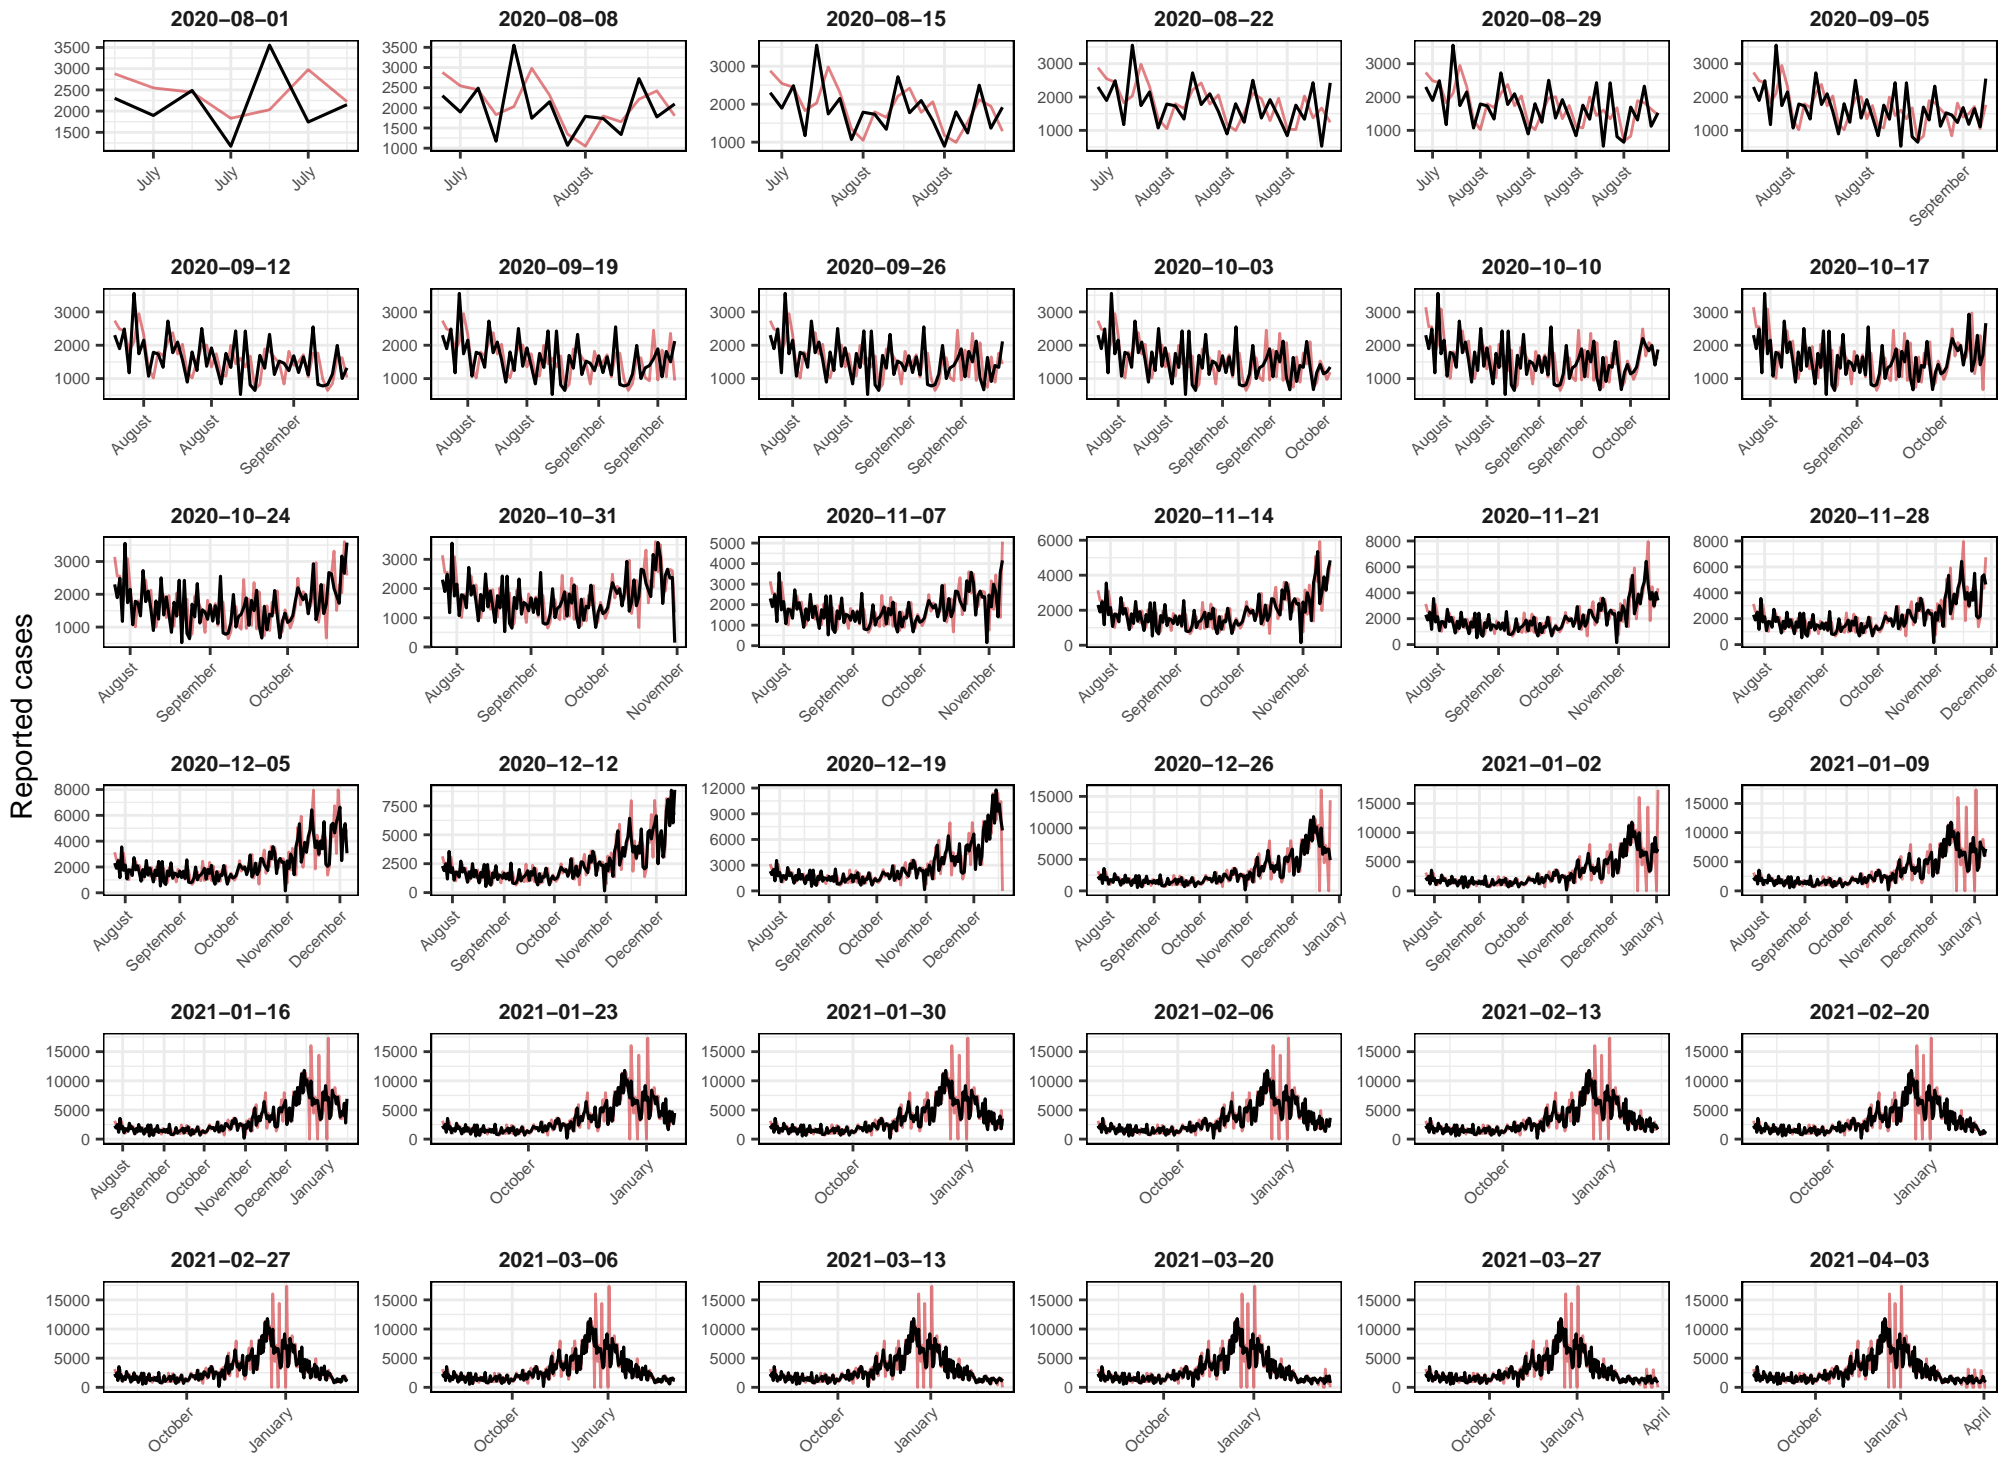 Reported cases
2020−08−01 2020−08−08 2020−08−15 2020−08−22 2020−08−29 2020−09−05
3500 3000 2500 2000 1500
July July July
3500 3000 2500 2000 1500 1000
July August
3000 2000 1000
July August August
3000 2000 1000
July August August August
3000 2000 1000
July August August August August
3000 2000 1000
August August September
2020−09−12 2020−09−19 2020−09−26 2020−10−03 2020−10−10 2020−10−17
3000 2000 1000
August August September
3000 2000 1000
August August September September
3000 2000 1000
August August September September
3000 2000 1000
August August September September October
3000 2000 1000
August August September September October
3000 2000 1000
August September October
2020−10−24 2020−10−31 2020−11−07 2020−11−14 2020−11−21 2020−11−28
3000 2000 1000
August September October
3000 2000 1000 0
August September October November
5000 4000 3000 2000 1000 0
August September October November
6000 4000 2000 0
August September October November
8000 6000 4000 2000 0
August September October November
8000 6000 4000 2000 0
August September October November December
2020−12−05 2020−12−12 2020−12−19 2020−12−26 2021−01−02 2021−01−09
8000 6000 4000 2000 0
August September October November December
7500 5000 2500 0
August September October November December
12000 9000 6000 3000 0
August September October November December
15000 10000 5000 0
August September October November December January
15000 10000 5000 0
August September October November December January
15000 10000 5000 0
August September October November December January
2021−01−16 2021−01−23 2021−01−30 2021−02−06 2021−02−13 2021−02−20
15000 10000 5000 0
August September October November December January
15000 10000 5000 0
October January
15000 10000 5000 0
October January
15000 10000 5000 0
October January
15000 10000 5000 0
October January
15000 10000 5000 0
October January
2021−02−27 2021−03−06 2021−03−13 2021−03−20 2021−03−27 2021−04−03
15000 10000 5000 0
October January
15000 10000 5000 0
October January
15000 10000 5000 0
October January
15000 10000 5000 0
October January
15000 10000 5000 0
October January April
15000 10000 5000 0
October January April